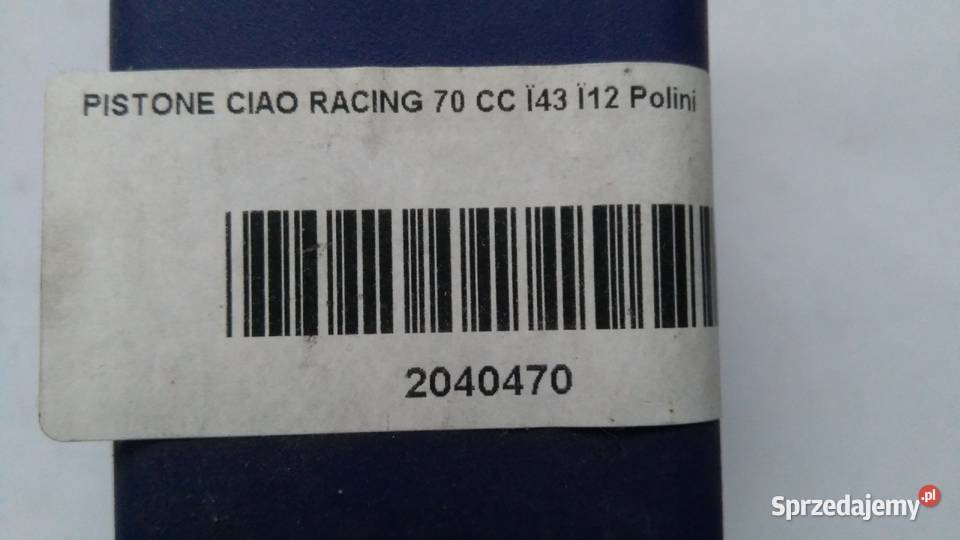 PISTONE CIAO RACING 70 CC Ï43 Ï12 Polini
2040470
Sprzedajemy.pl